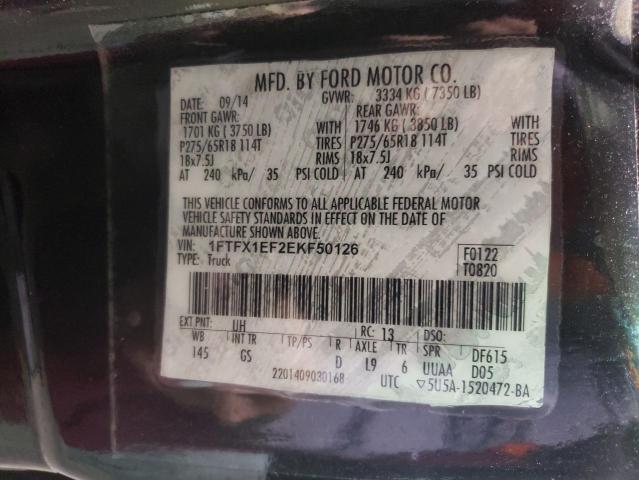 MFD. BY FORD MOTOR CO.
DATE: 09/14 GVWR: 3334 KG ( 7350 LB)
FRONT GAWR: REAR GAWR:
1701 KG ( 3750 LB) WITH 1746 KG ( 3850 LB) WITH
P275/65R18 114T TIRES P275/65R18 114T TIRES
18x7.5J RIMS 18x7.5J RIMS
AT 240 kPa/ 35 PSI COLD AT 240 kPa/ 35 PSI COLD
THIS VEHICLE CONFORMS TO ALL APPLICABLE FEDERAL MOTOR
VEHICLE SAFETY STANDARDS IN EFFECT ON THE DATE OF
MANUFACTURE SHOWN ABOVE.
VIN: 1FTFX1EF2EKF50126 F0122
TYPE: Truck T0820
EXT PNT: UH RC: 13 DSO:
WB INT TR TP/PS R AXLE TR SPR DF615
145 GS D L9 6 UUAA D05
2201409030168 UTC ▽5U5A-1520472-BA